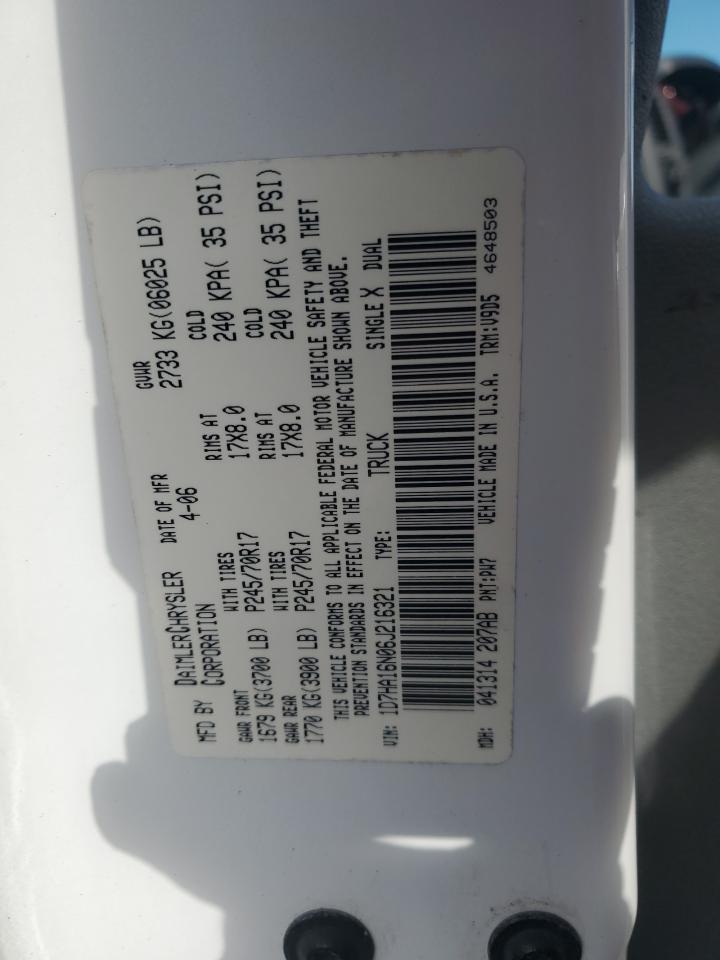 MFD BY DAIMLERCHRYSLER CORPORATION DATE OF MFR 4-06 GVWR 2733 KG(06025 LB)
GAWR FRONT WITH TIRES RIMS AT COLD
1679 KG(3700 LB) P245/70R17 17X8.0 240 KPA( 35 PSI)
GAWR REAR WITH TIRES RIMS AT COLD
1770 KG(3900 LB) P245/70R17 17X8.0 240 KPA( 35 PSI)
THIS VEHICLE CONFORMS TO ALL APPLICABLE FEDERAL MOTOR VEHICLE SAFETY AND THEFT
PREVENTION STANDARDS IN EFFECT ON THE DATE OF MANUFACTURE SHOWN ABOVE.
VIN: 1D7HA16N06J216321 TYPE: TRUCK SINGLE X DUAL
MDH: 041314 207AB PNT:PW7 VEHICLE MADE IN U.S.A. TRM:V9D5 4648503